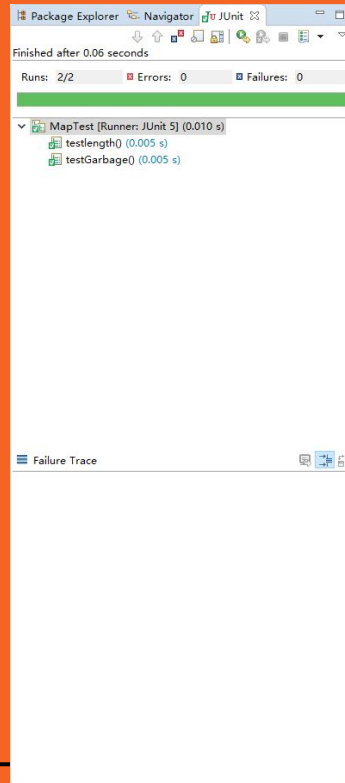 Package Explorer Navigator JUnit
Finished after 0.06 seconds
Runs: 2/2 Errors: 0 Failures: 0
MapTest [Runner: JUnit 5] (0.010 s)
testlength() (0.005 s)
testGarbage() (0.005 s)
Failure Trace